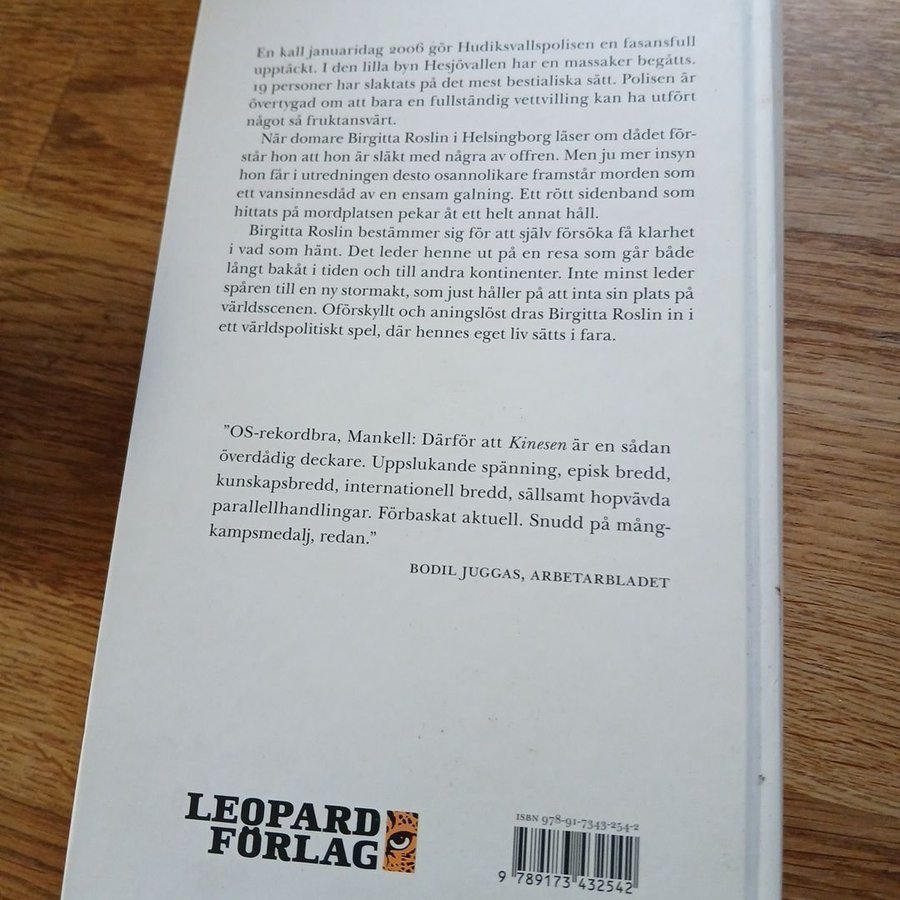 En kall januaridag 2006 gör Hudiksvallspolisen en fasansfull
upptäckt. I den lilla byn Hesjövallen har en massaker begåtts.
19 personer har slaktats på det mest bestialiska sätt. Polisen är
övertygad om att bara en fullständig vettvilling kan ha utfört
något så fruktansvärt.
När domare Birgitta Roslin i Helsingborg läser om dådet för-
står hon att hon är släkt med några av offren. Men ju mer insyn
hon får i utredningen desto osannolikare framstår morden som
ett vansinnesdåd av en ensam galning. Ett rött sidenband som
hittats på mordplatsen pekar åt ett helt annat håll.
Birgitta Roslin bestämmer sig för att själv försöka få klarhet
i vad som hänt. Det leder henne ut på en resa som går både
långt bakåt i tiden och till andra kontinenter. Inte minst leder
spåren till en ny stormakt, som just håller på att inta sin plats på
världsscenen. Oförskyllt och aningslöst dras Birgitta Roslin in i
ett världspolitiskt spel, där hennes eget liv sätts i fara.
”OS-rekordbra, Mankell: Därför att Kinesen är en sådan
överdådig deckare. Uppslukande spänning, episk bredd,
kunskapsbredd, internationell bredd, sällsamt hopvävda
parallellhandlingar. Förbaskat aktuell. Snudd på mång-
kampsmedalj, redan.”
BODIL JUGGAS, ARBETARBLADET
LEOPARD
FÖRLAG
ISBN 978-91-7343-254-2
9 789173 432542